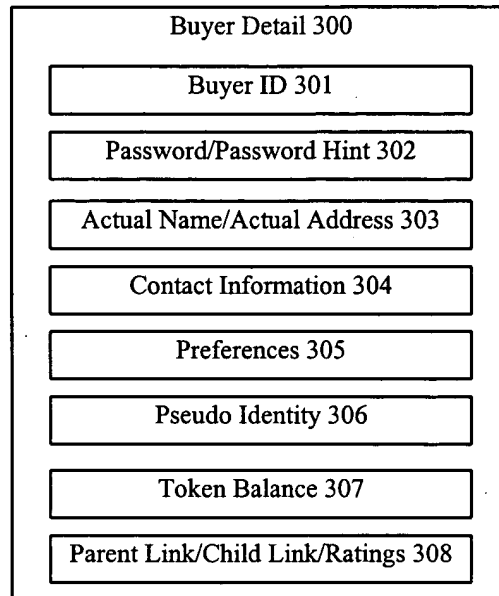 Buyer Detail 300
Buyer ID 301
Password/Password Hint 302
Actual Name/Actual Address 303
Contact Information 304
Preferences 305
Pseudo Identity 306
Token Balance 307
Parent Link/Child Link/Ratings 308